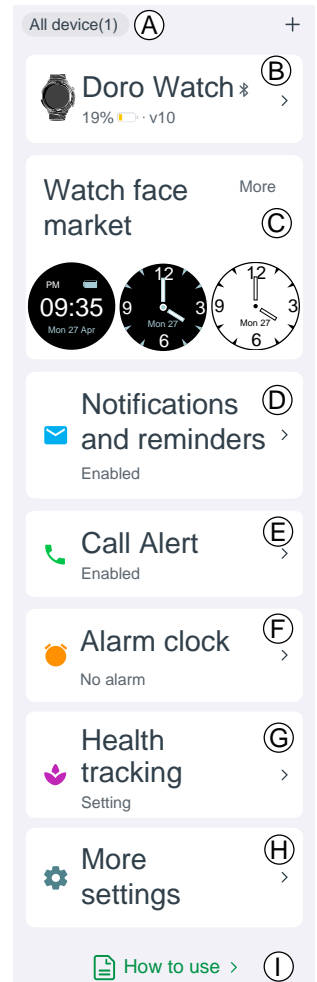 All device(1) A +
B
Doro Watch
19% · · v10
Watch face More
market
C
PM
09:35
Mon 27 Apr
12
9 3
Mon 27
6
12
9 3
Mon 27
6
Notifications D
and reminders >
Enabled
Call Alert E
>
Enabled
Alarm clock F
>
No alarm
Health G
tracking >
Setting
More H
settings >
How to use > I